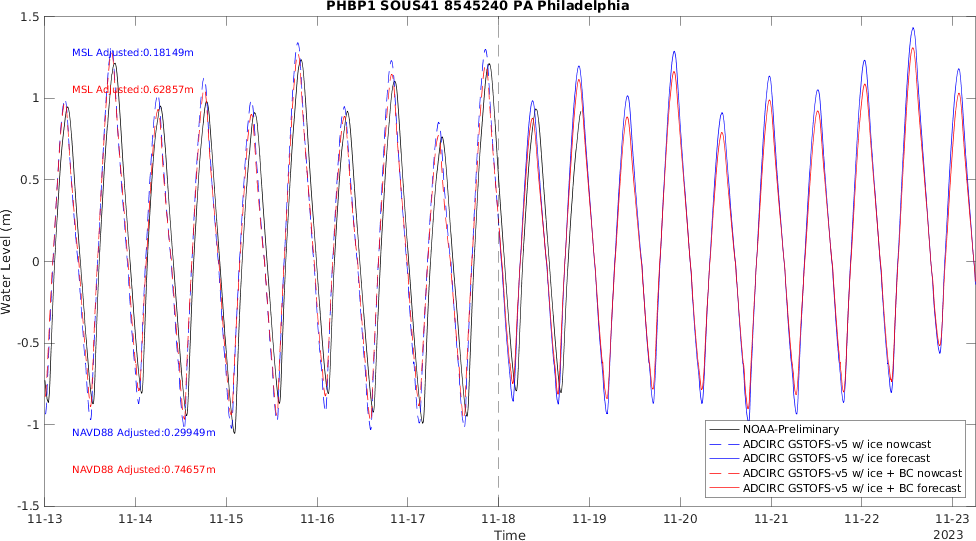 PHBP1 SOUS41 8545240 PA Philadelphia
1.5
1
0.5
0
-0.5
-1
-1.5
Water Level (m)
MSL Adjusted:0.18149m
MSL Adjusted:0.62857m
NAVD88 Adjusted:0.29949m
NAVD88 Adjusted:0.74657m
NOAA-Preliminary
ADCIRC GSTOFS-v5 w/ ice nowcast
ADCIRC GSTOFS-v5 w/ ice forecast
ADCIRC GSTOFS-v5 w/ ice + BC nowcast
ADCIRC GSTOFS-v5 w/ ice + BC forecast
11-13 11-14 11-15 11-16 11-17 11-18 11-19 11-20 11-21 11-22 11-23
2023
Time